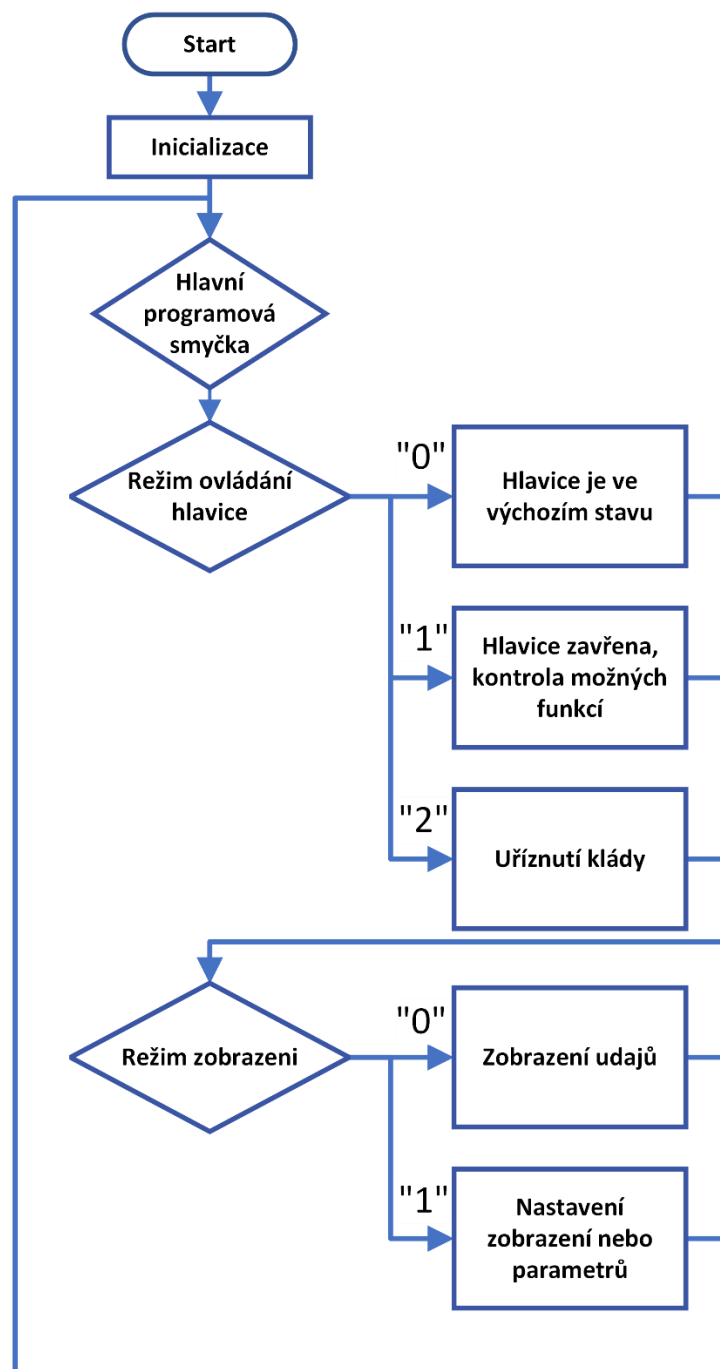 Start
Inicializace
Hlavní
programová
smyčka
Režim ovládání
hlavice
"0"
Hlavice je ve
výchozím stavu
"1"
Hlavice zavřena,
kontrola možných
funkcí
"2"
Uříznutí klády
Režim zobrazeni
"0"
Zobrazení udajů
"1"
Nastavení
zobrazení nebo
parametrů